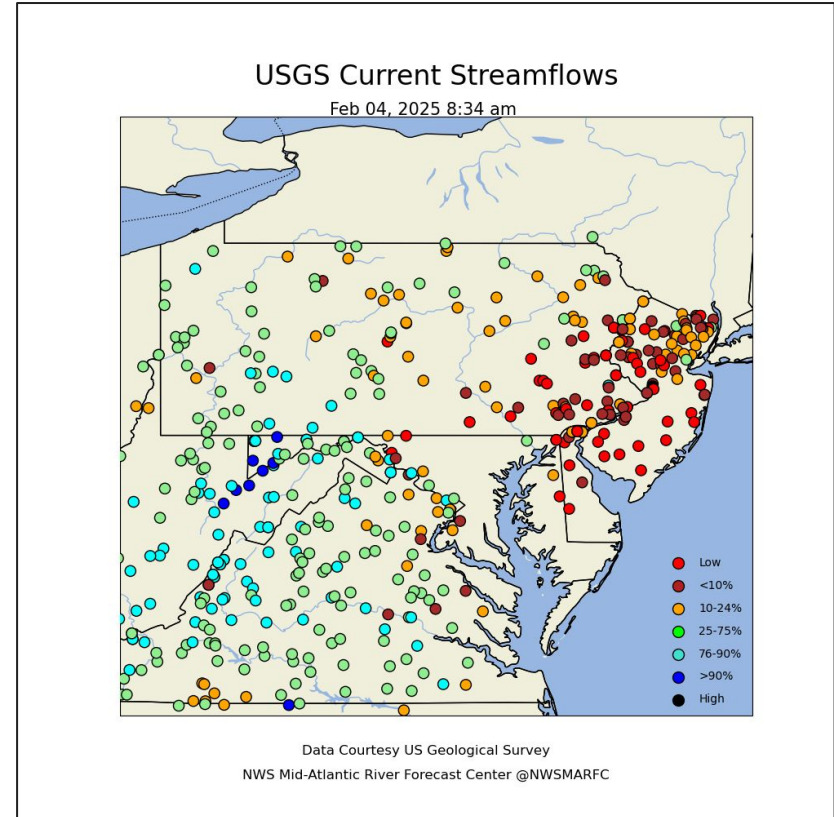 USGS Current Streamflows
Feb 04, 2025 8:34 am
Low
<10%
10-24%
25-75%
76-90%
>90%
High
Data Courtesy US Geological Survey
NWS Mid-Atlantic River Forecast Center @NWSMARFC